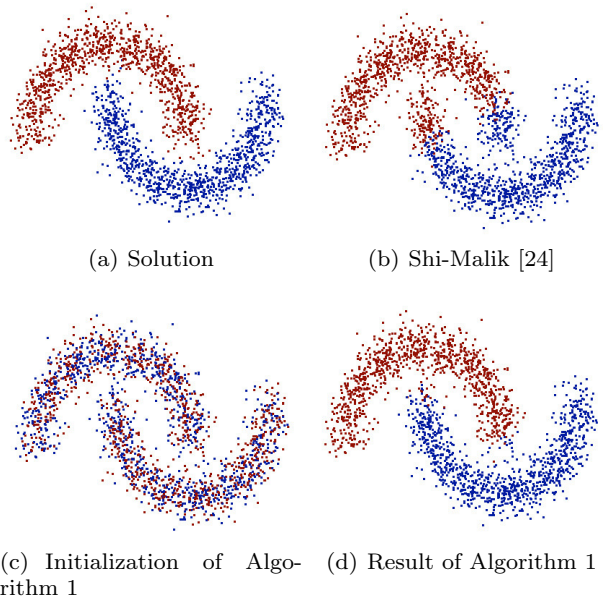 (a) Solution
(b) Shi-Malik [24]
(c) Initialization of Algo-
rithm 1
(d) Result of Algorithm 1